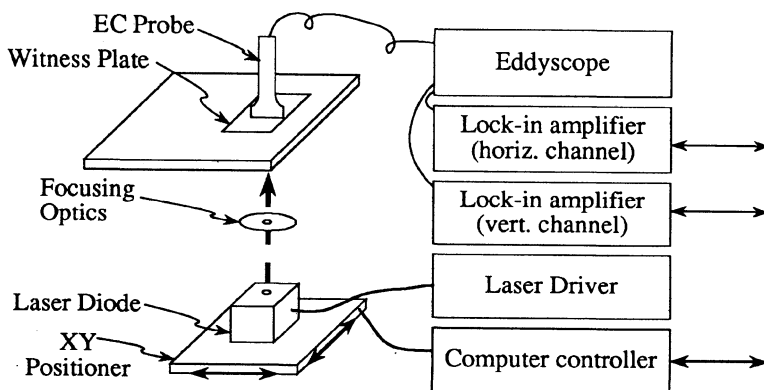 EC Probe
Witness Plate
Eddyscope
Lock-in amplifier
(horiz. channel)
Focusing
Optics
Lock-in amplifier
(vert. channel)
Laser Diode
Laser Driver
XY
Positioner
Computer controller